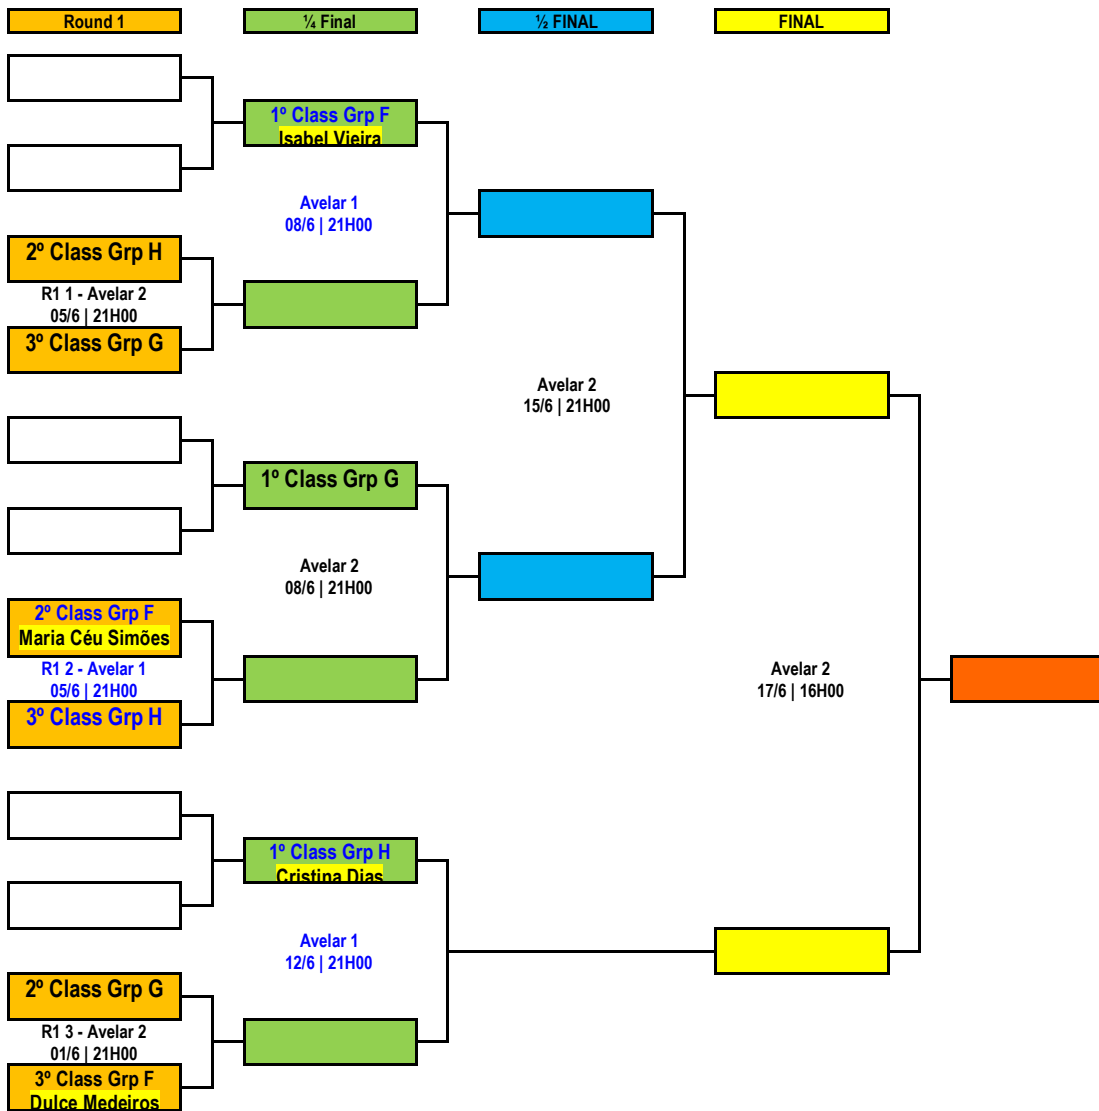 Round 1
¼ Final
½ FINAL
FINAL
1º Class Grp F
Isabel Vieira
Avelar 1
08/6 | 21H00
2º Class Grp H
R1 1 - Avelar 2
05/6 | 21H00
3º Class Grp G
Avelar 2
15/6 | 21H00
1º Class Grp G
Avelar 2
08/6 | 21H00
2º Class Grp F
Maria Céu Simões
R1 2 - Avelar 1
05/6 | 21H00
3º Class Grp H
Avelar 2
17/6 | 16H00
1º Class Grp H
Cristina Dias
Avelar 1
12/6 | 21H00
2º Class Grp G
R1 3 - Avelar 2
01/6 | 21H00
3º Class Grp F
Dulce Medeiros